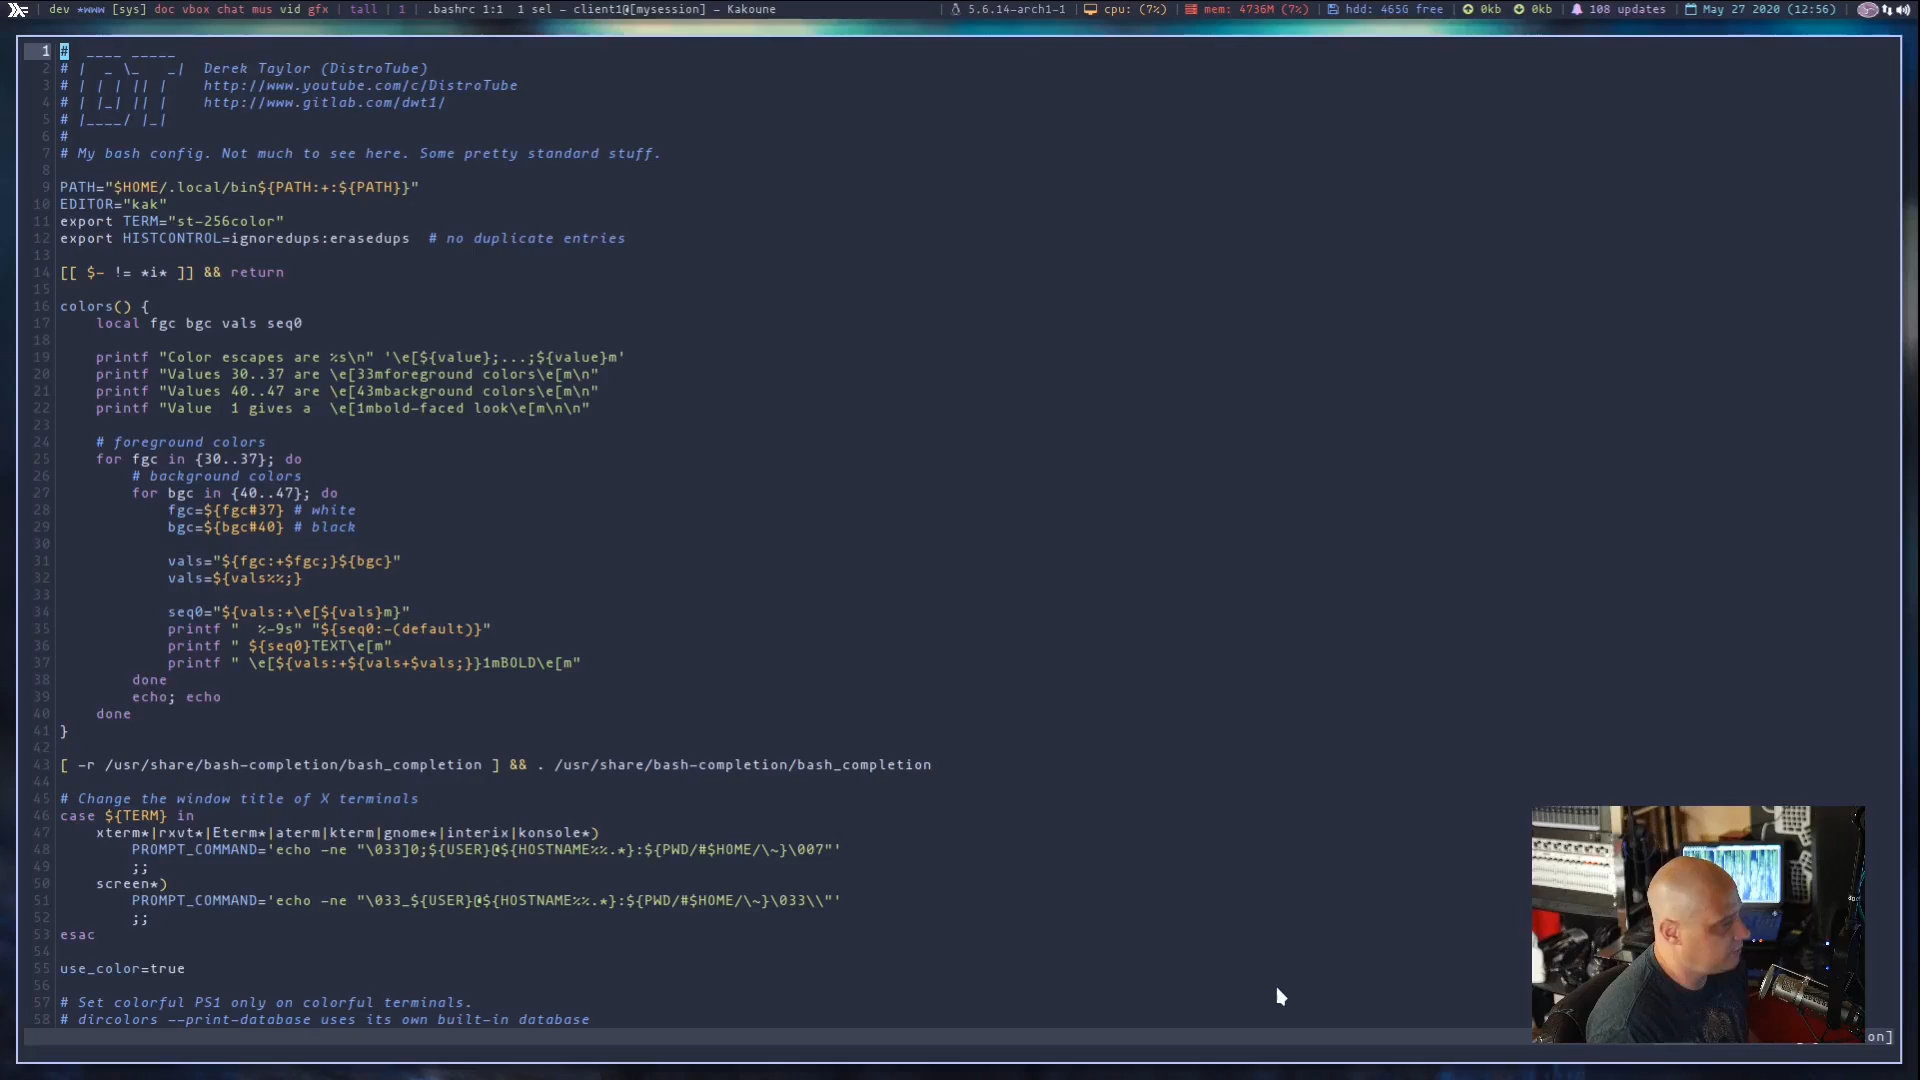 dev *www [sys] doc vbox chat mus vid gfx | tall | 1 | .bashrc 1:1  1 sel - client1@[mysession] - Kakoune | 5.6.14-arch1-1 | cpu: (7%) | mem: 4736M (7%) | hdd: 465G free | 0kb 0kb | 108 updates | May 27 2020 (12:56) |
1 #  ____ _____
2 # |  _ \_   _|  Derek Taylor (DistroTube)
3 # | | | || |    http://www.youtube.com/c/DistroTube
4 # | |_| || |    http://www.gitlab.com/dwt1/
5 # |____/ |_|
6 #
7 # My bash config. Not much to see here. Some pretty standard stuff.
8
9 PATH="$HOME/.local/bin${PATH:+:${PATH}}"
10 EDITOR="kak"
11 export TERM="st-256color"
12 export HISTCONTROL=ignoredups:erasedups  # no duplicate entries
13
14 [[ $- != *i* ]] && return
15
16 colors() {
17     local fgc bgc vals seq0
18
19     printf "Color escapes are %s\n" '\e[${value};...;${value}m'
20     printf "Values 30..37 are \e[33mforeground colors\e[m\n"
21     printf "Values 40..47 are \e[43mbackground colors\e[m\n"
22     printf "Value  1 gives a  \e[1mbold-faced look\e[m\n\n"
23
24     # foreground colors
25     for fgc in {30..37}; do
26         # background colors
27         for bgc in {40..47}; do
28             fgc=${fgc#37} # white
29             bgc=${bgc#40} # black
30
31             vals="${fgc:+$fgc;}${bgc}"
32             vals=${vals%%;}
33
34             seq0="${vals:+\e[${vals}m}"
35             printf "  %-9s" "${seq0:-(default)}"
36             printf " ${seq0}TEXT\e[m"
37             printf " \e[${vals:+${vals+$vals;}}1mBOLD\e[m"
38         done
39         echo; echo
40     done
41 }
42
43 [ -r /usr/share/bash-completion/bash_completion ] && . /usr/share/bash-completion/bash_completion
44
45 # Change the window title of X terminals
46 case ${TERM} in
47     xterm*|rxvt*|Eterm*|aterm|kterm|gnome*|interix|konsole*)
48         PROMPT_COMMAND='echo -ne "\033]0;${USER}@${HOSTNAME%%.*}:${PWD/#$HOME/\~}\007"'
49         ;;
50     screen*)
51         PROMPT_COMMAND='echo -ne "\033_${USER}@${HOSTNAME%%.*}:${PWD/#$HOME/\~}\033\\"'
52         ;;
53 esac
54
55 use_color=true
56
57 # Set colorful PS1 only on colorful terminals.
58 # dircolors --print-database uses its own built-in database
on]